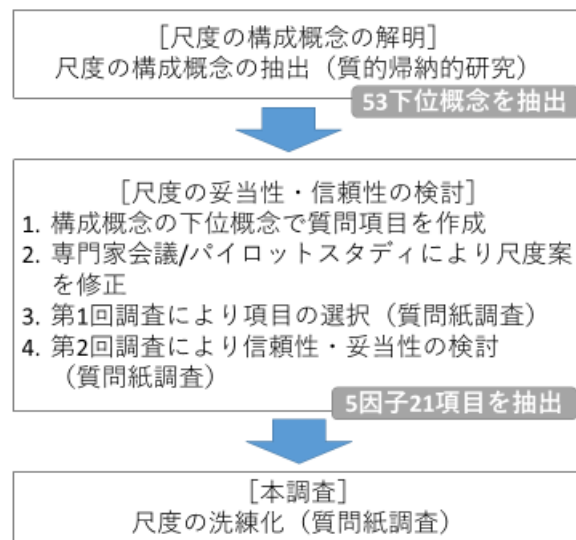 [尺度の構成概念の解明]
尺度の構成概念の抽出（質的帰納的研究）
53下位概念を抽出
[尺度の妥当性・信頼性の検討]
1. 構成概念の下位概念で質問項目を作成
2. 専門家会議/パイロットスタディにより尺度案
を修正
3. 第1回調査により項目の選択（質問紙調査）
4. 第2回調査により信頼性・妥当性の検討
（質問紙調査）
5因子21項目を抽出
[本調査]
尺度の洗練化（質問紙調査）